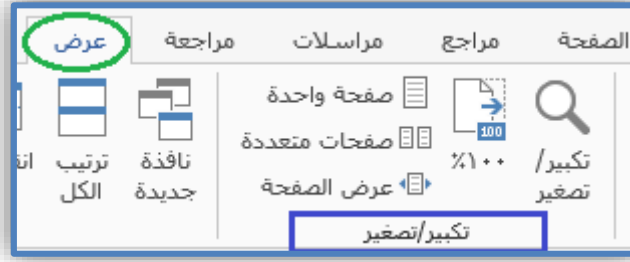 الصفحة مراجع مراسلات مراجعة عرض
تكبير/
تصغير
100
٪١٠٠
صفحة واحدة
صفحات متعددة
عرض الصفحة
نافذة
جديدة
ترتيب
الكل
تكبير/تصغير